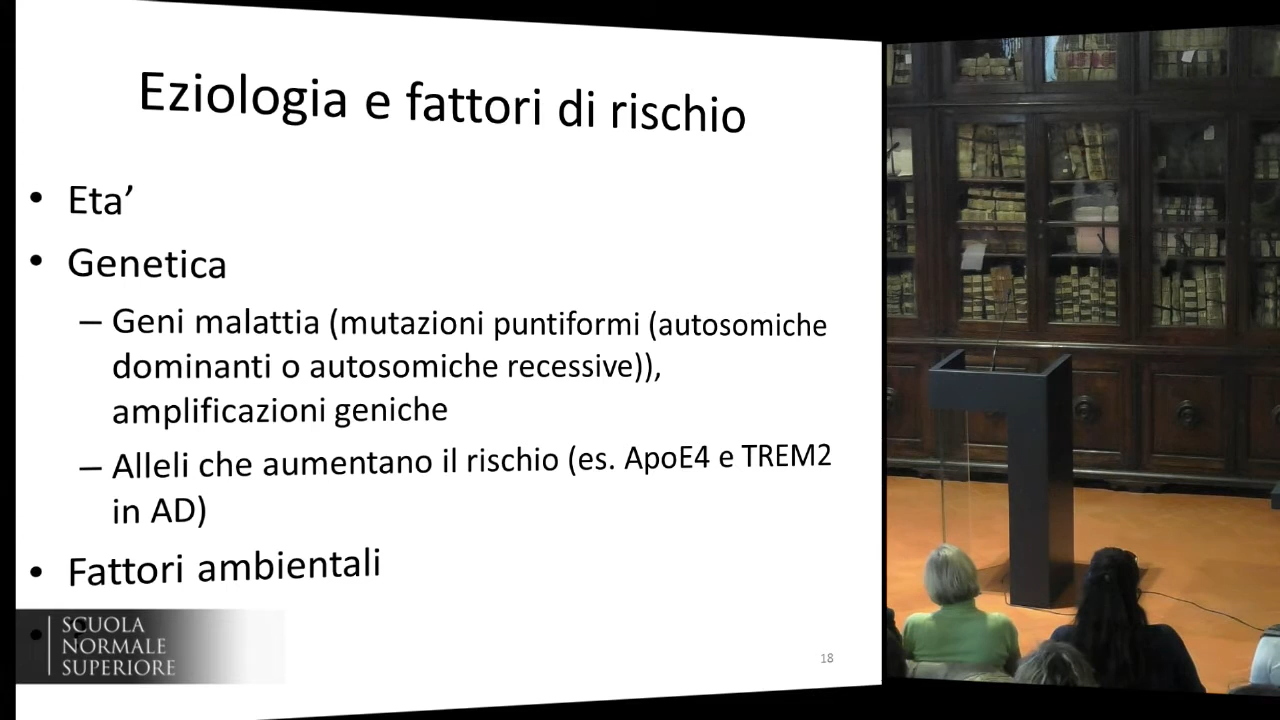 Eziologia e fattori di rischio
• Eta’
• Genetica
– Geni malattia (mutazioni puntiformi (autosomiche
dominanti o autosomiche recessive)),
amplificazioni geniche
– Alleli che aumentano il rischio (es. ApoE4 e TREM2
in AD)
• Fattori ambientali
SCUOLA
NORMALE
SUPERIORE
18